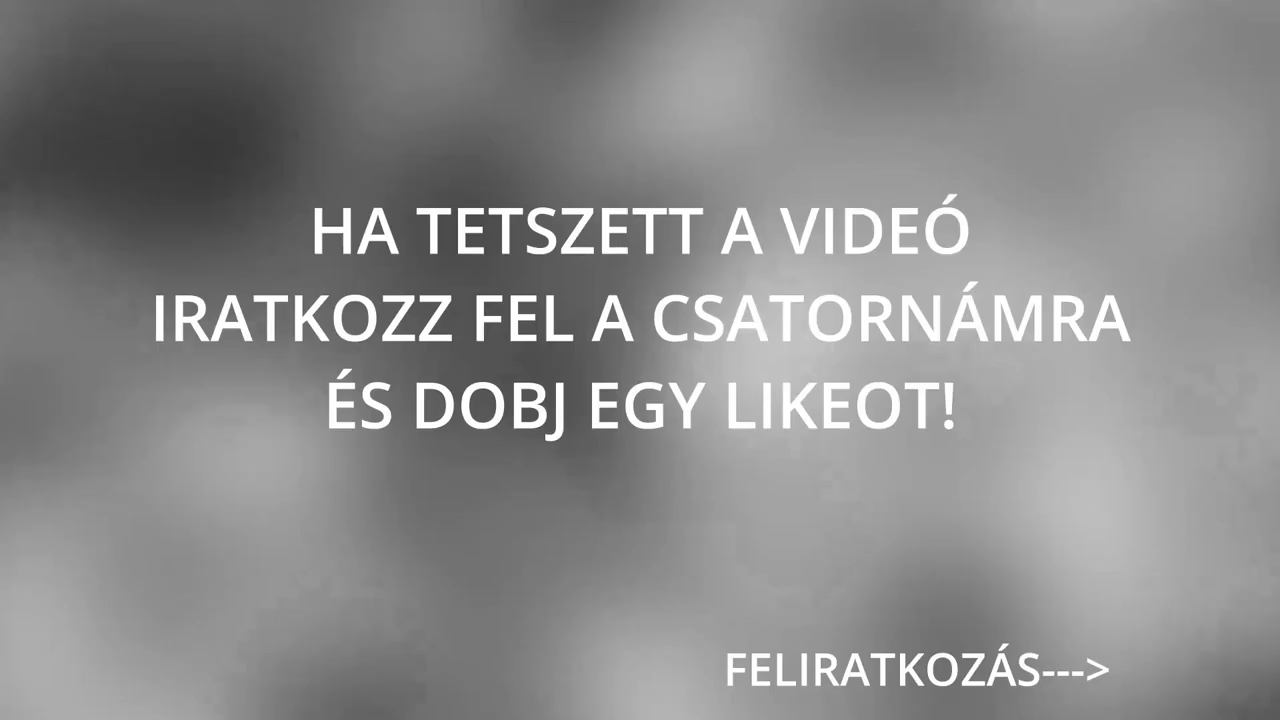 HA TETSZETT A VIDEÓ
IRATKOZZ FEL A CSATORNÁMRA
ÉS DOBJ EGY LIKEOT!
FELIRATKOZÁS--->